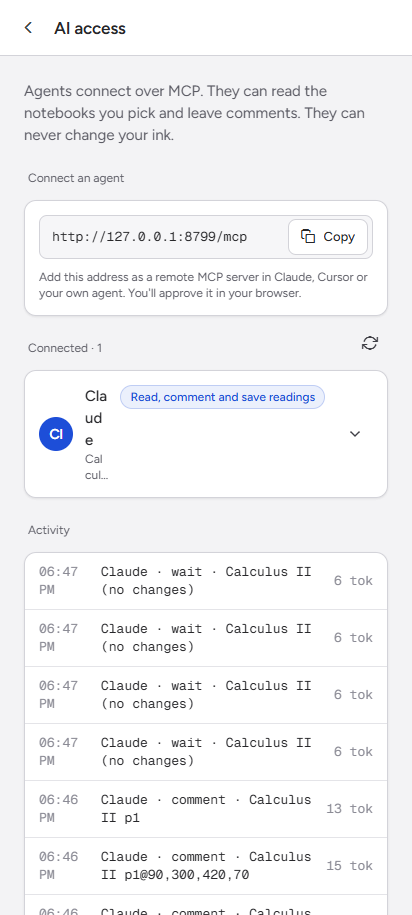 AI access
Agents connect over MCP. They can read the
notebooks you pick and leave comments. They can
never change your ink.
Connect an agent
http://127.0.0.1:8799/mcp
Copy
Add this address as a remote MCP server in Claude, Cursor or
your own agent. You'll approve it in your browser.
Connected · 1
Cl
Cla
ud
e
Cal
cul…
Read, comment and save readings
Activity
06:47
PM
Claude · wait · Calculus II
(no changes)
6 tok
06:47
PM
Claude · wait · Calculus II
(no changes)
6 tok
06:47
PM
Claude · wait · Calculus II
(no changes)
6 tok
06:47
PM
Claude · wait · Calculus II
(no changes)
6 tok
06:46
PM
Claude · comment · Calculus
II p1
13 tok
06:46
PM
Claude · comment · Calculus
II p1@90,300,420,70
15 tok
06:46
Claude · comment · Calculus